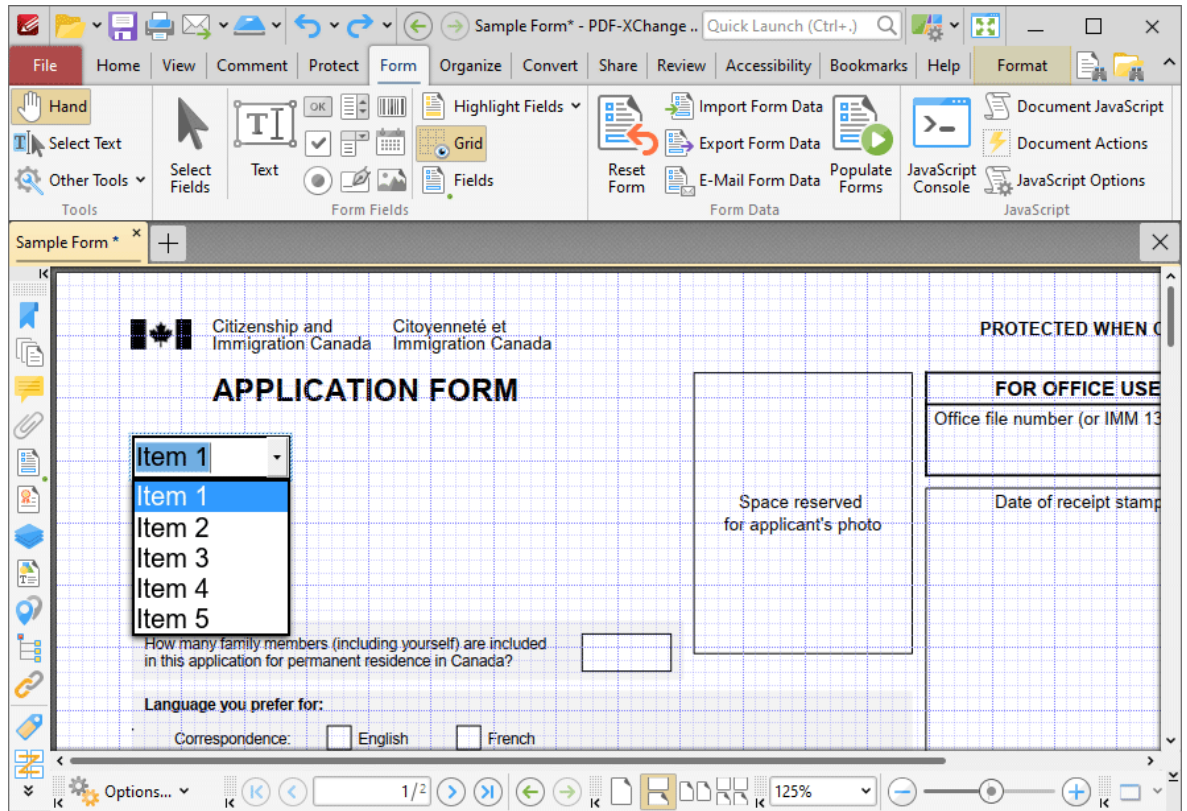 Sample Form* - PDF-XChange ..
Quick Launch (Ctrl+.)
File Home View Comment Protect Form Organize Convert Share Review Accessibility Bookmarks Help Format
Hand
Select Text
Other Tools
Tools
Select Fields
Text
OK
Highlight Fields
Grid
Fields
Form Fields
Reset Form
Import Form Data
Export Form Data
E-Mail Form Data
Populate Forms
Form Data
JavaScript Console
Document JavaScript
Document Actions
JavaScript Options
JavaScript
Sample Form *
Citizenship and Immigration Canada
Citoyenneté et Immigration Canada
PROTECTED WHEN
APPLICATION FORM
FOR OFFICE USE
Office file number (or IMM 13
Item 1
Item 1
Item 2
Item 3
Item 4
Item 5
Space reserved
for applicant's photo
Date of receipt stamp
How many family members (including yourself) are included
in this application for permanent residence in Canada?
Language you prefer for:
Correspondence: English French
Options...
1/2
125%